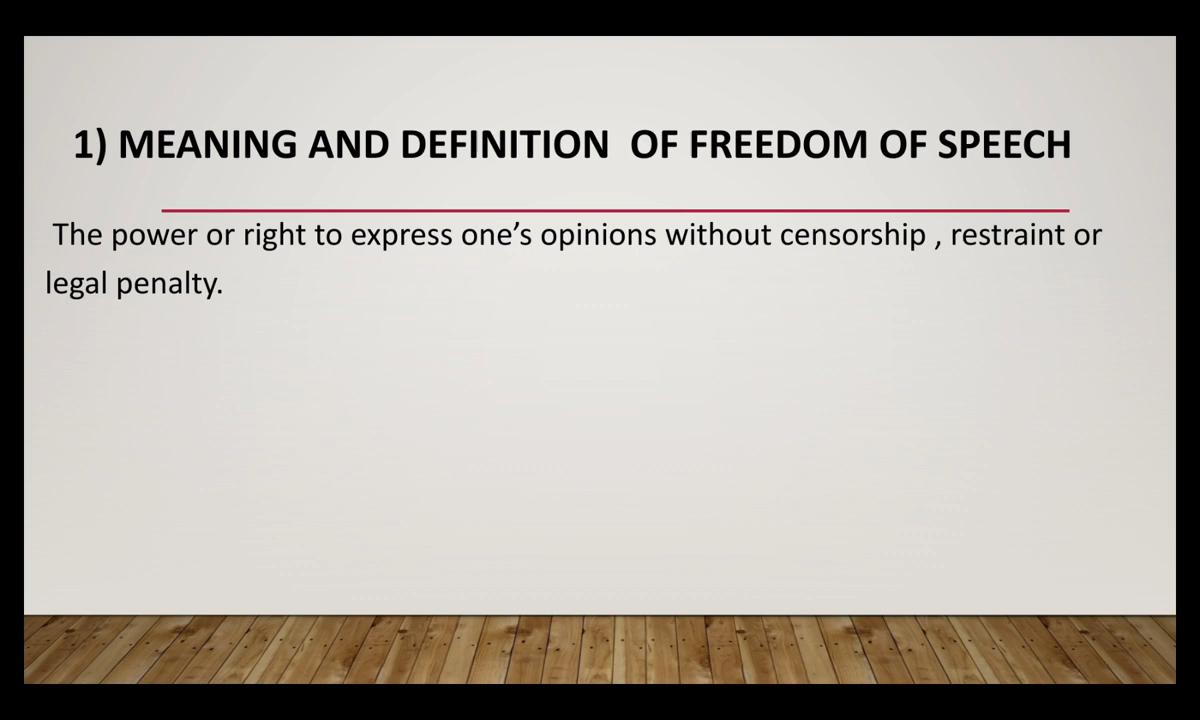 1) MEANING AND DEFINITION  OF FREEDOM OF SPEECH
The power or right to express one’s opinions without censorship , restraint or
legal penalty.